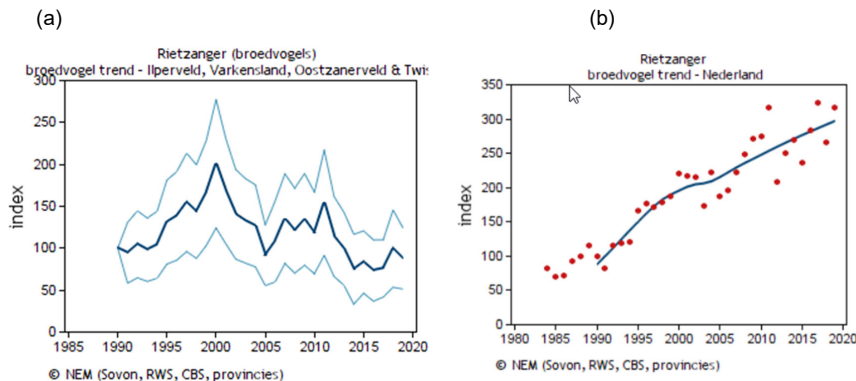 (a)
Rietzanger (broedvogels)
broedvogel trend - Ilperveld, Varkensland, Oostzanerveld & Twis
300
250
200
150
100
50
0
index
1985 1990 1995 2000 2005 2010 2015 2020
© NEM (Sovon, RWS, CBS, provincies)
(b)
Rietzanger
broedvogel trend - Nederland
350
300
250
200
150
100
50
0
index
1980 1985 1990 1995 2000 2005 2010 2015 2020
© NEM (Sovon, RWS, CBS, provincies)